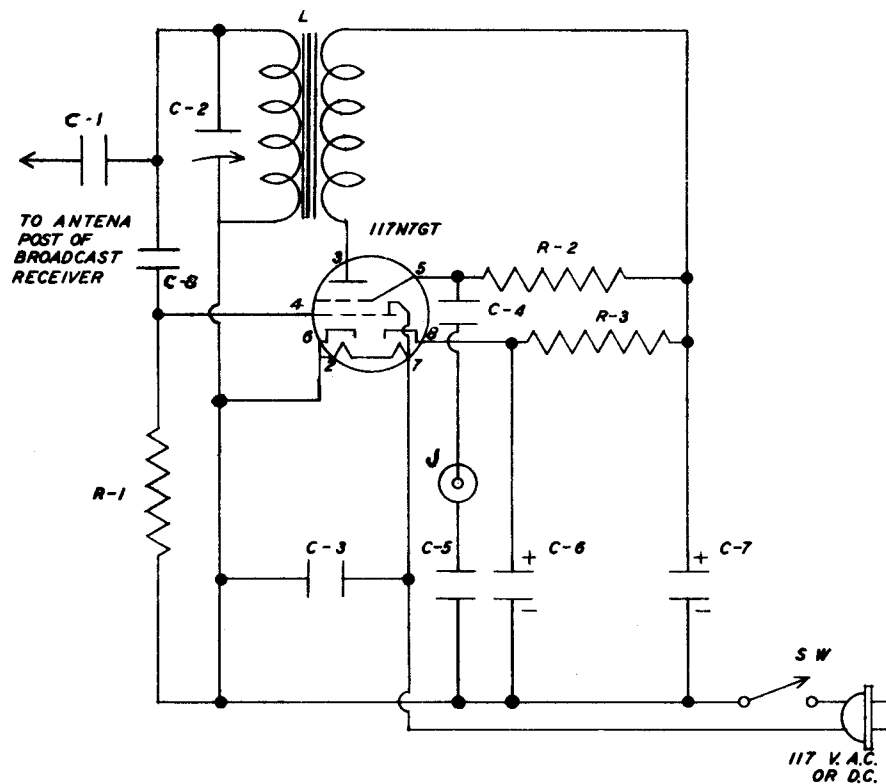 L
C-2
C-1
TO ANTENA
POST OF
BROADCAST
RECEIVER
C-8
117N7GT
3
5
R-2
4
C-4
6
8
R-3
2
7
J
R-1
C-3
C-5
+
C-6
+
C-7
-
-
SW
117 V. A.C.
OR D.C.